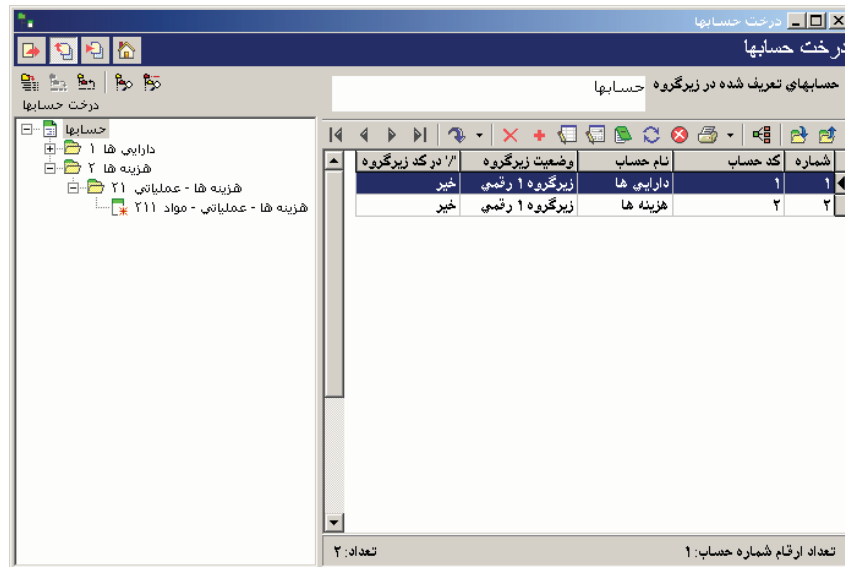 درخت حسابها
درخت حسابها
حسابهاي تعريف شده در زيرگروه حسابها
درخت حسابها
حسابها
دارايي ها ۱
هزينه ها ۲
هزينه ها - عملياتي ۲۱
هزينه ها - عملياتي - مواد ۲۱۱
شماره کد حساب نام حساب وضعيت زيرگروه '/' در کد زيرگروه
۱ ۱ دارايي ها زيرگروه ۱ رقمي خير
۲ ۲ هزينه ها زيرگروه ۱ رقمي خير
تعداد ارقام شماره حساب: ۱ تعداد: ۲